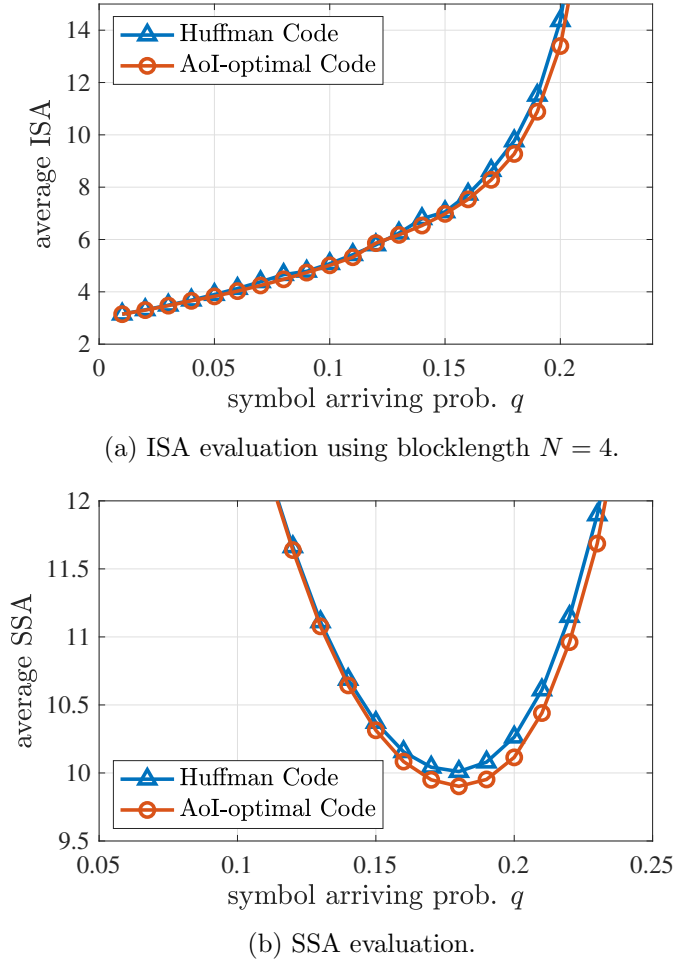 14
12
10
8
6
4
2
average ISA
Huffman Code
AoI-optimal Code
0 0.05 0.1 0.15 0.2
symbol arriving prob. q
(a) ISA evaluation using blocklength N = 4.
12
11.5
11
10.5
10
9.5
average SSA
Huffman Code
AoI-optimal Code
0.05 0.1 0.15 0.2 0.25
symbol arriving prob. q
(b) SSA evaluation.